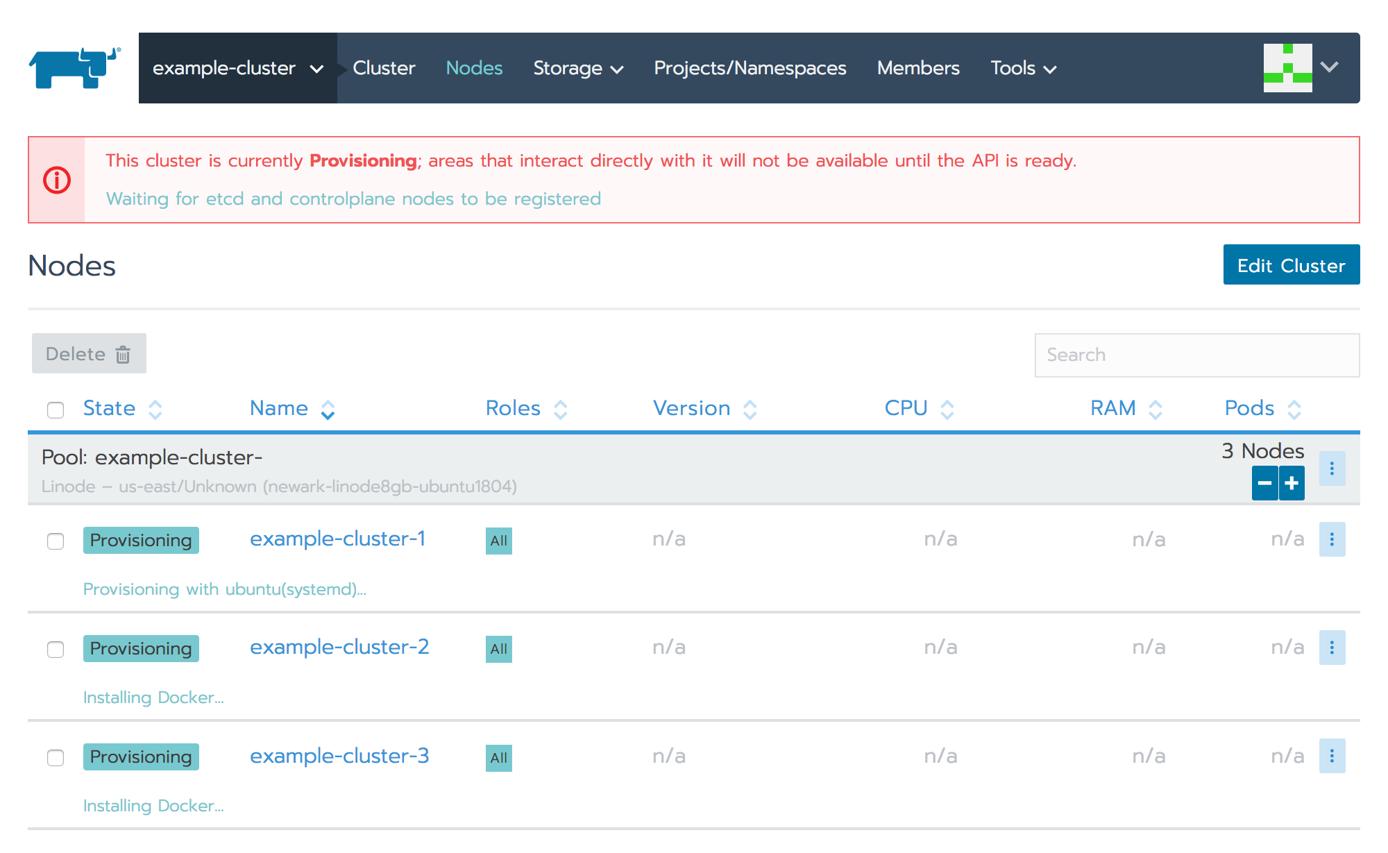 example-cluster Cluster Nodes Storage Projects/Namespaces Members Tools
This cluster is currently Provisioning; areas that interact directly with it will not be available until the API is ready.
Waiting for etcd and controlplane nodes to be registered
Nodes Edit Cluster
Delete Search
State Name Roles Version CPU RAM Pods
Pool: example-cluster- 3 Nodes
Linode – us-east/Unknown (newark-linode8gb-ubuntu1804)
Provisioning example-cluster-1 All n/a n/a n/a n/a
Provisioning with ubuntu(systemd)...
Provisioning example-cluster-2 All n/a n/a n/a n/a
Installing Docker...
Provisioning example-cluster-3 All n/a n/a n/a n/a
Installing Docker...